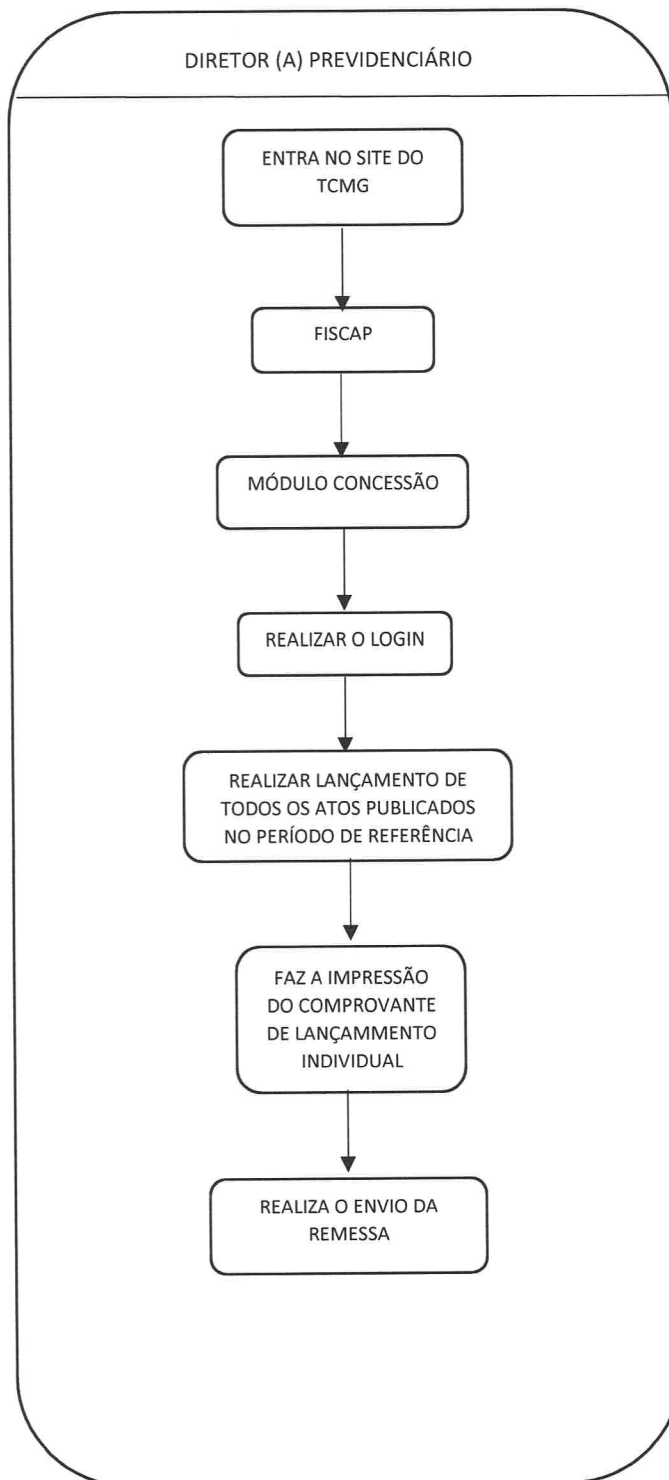 DIRETOR (A) PREVIDENCIÁRIO
ENTRA NO SITE DO
TCMG
FISCAP
MÓDULO CONCESSÃO
REALIZAR O LOGIN
REALIZAR LANÇAMENTO DE
TODOS OS ATOS PUBLICADOS
NO PERÍODO DE REFERÊNCIA
FAZ A IMPRESSÃO
DO COMPROVANTE
DE LANÇAMMENTO
INDIVIDUAL
REALIZA O ENVIO DA
REMESSA